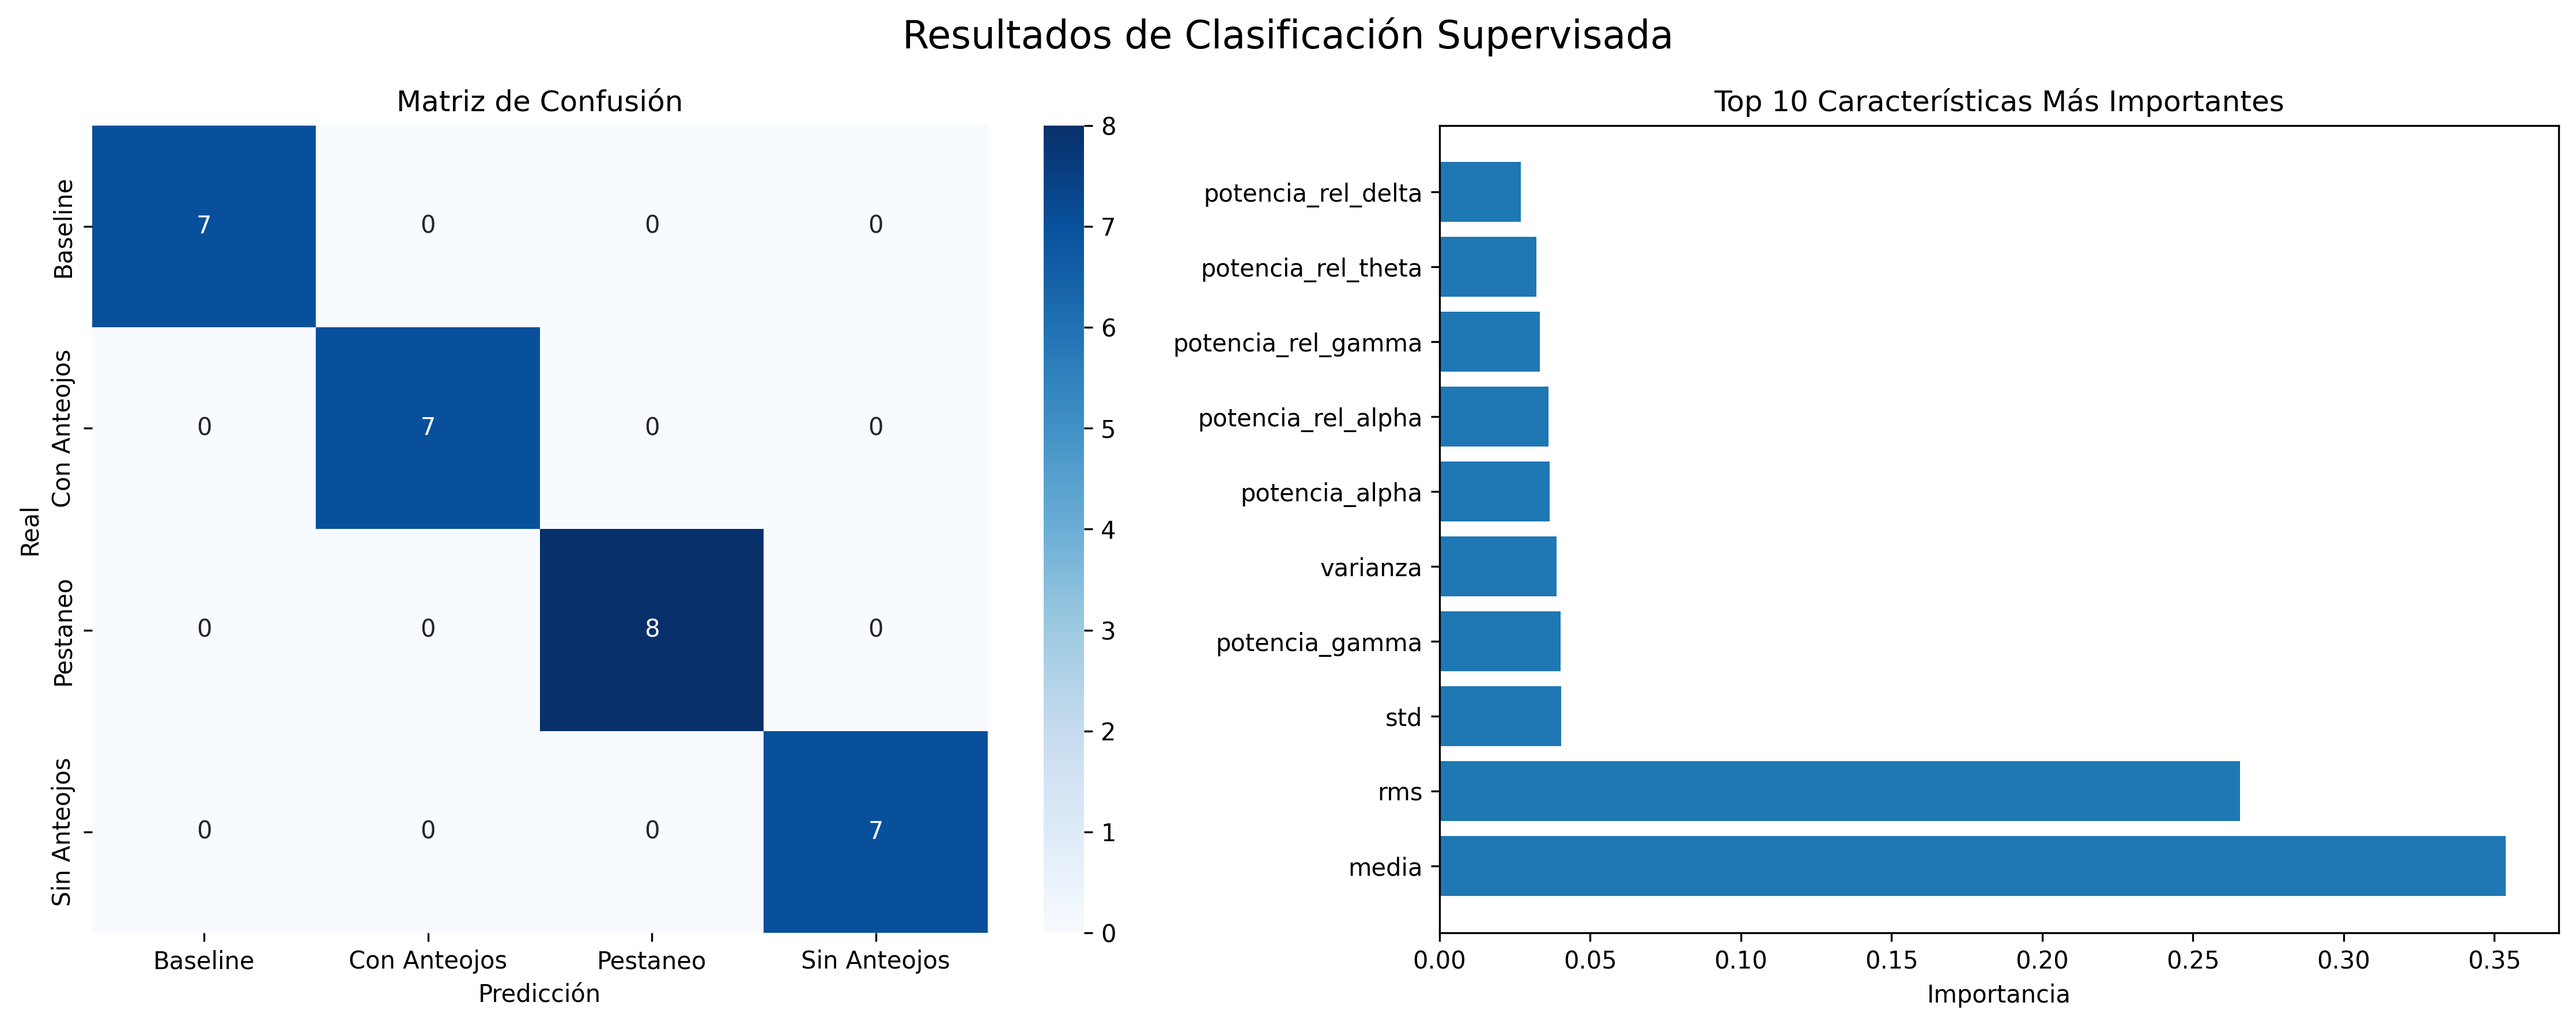 Resultados de Clasificación Supervisada
Matriz de Confusión
Real
Baseline
Con Anteojos
Pestaneo
Sin Anteojos
7 0 0 0
0 7 0 0
0 0 8 0
0 0 0 7
Baseline Con Anteojos Pestaneo Sin Anteojos
Predicción
8
7
6
5
4
3
2
1
0
Top 10 Características Más Importantes
potencia_rel_delta
potencia_rel_theta
potencia_rel_gamma
potencia_rel_alpha
potencia_alpha
varianza
potencia_gamma
std
rms
media
0.00 0.05 0.10 0.15 0.20 0.25 0.30 0.35
Importancia